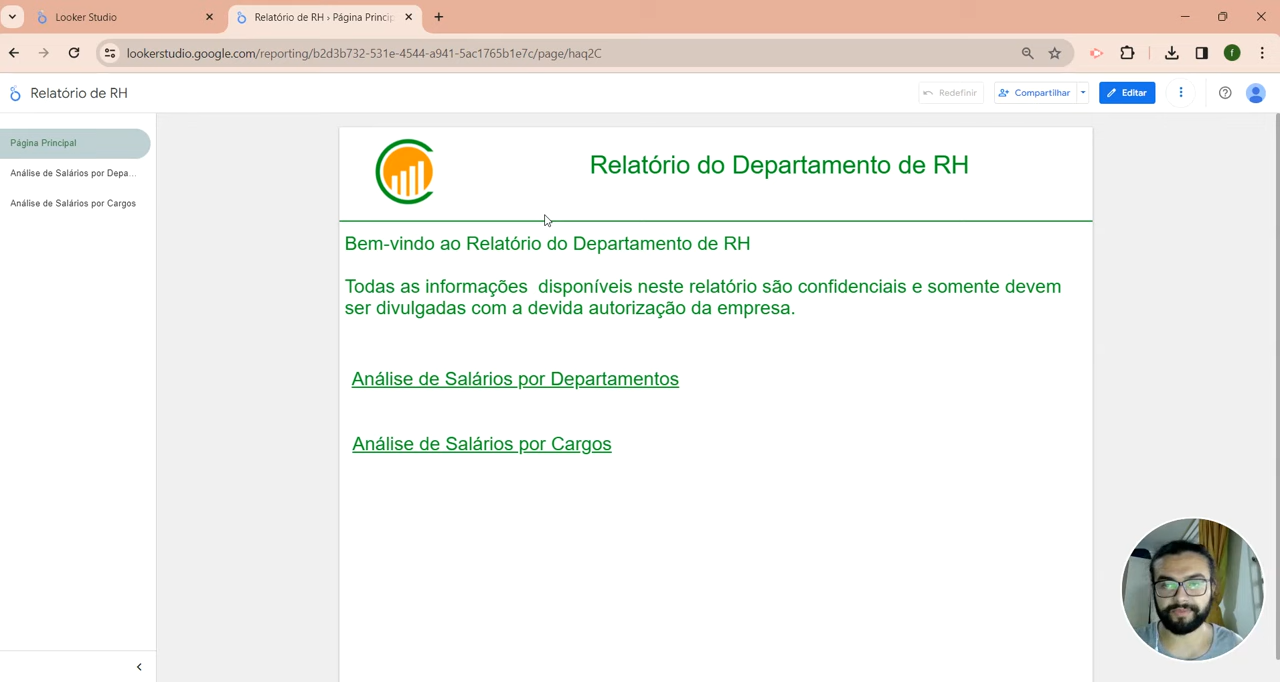 Looker Studio
Relatório de RH › Página Princip
lookerstudio.google.com/reporting/b2d3b732-531e-4544-a941-5ac1765b1e7c/page/haq2C
f
Relatório de RH
Redefinir
Compartilhar
Editar
Página Principal
Análise de Salários por Depa...
Análise de Salários por Cargos
Relatório do Departamento de RH
Bem-vindo ao Relatório do Departamento de RH
Todas as informações disponíveis neste relatório são confidenciais e somente devem
ser divulgadas com a devida autorização da empresa.
Análise de Salários por Departamentos
Análise de Salários por Cargos